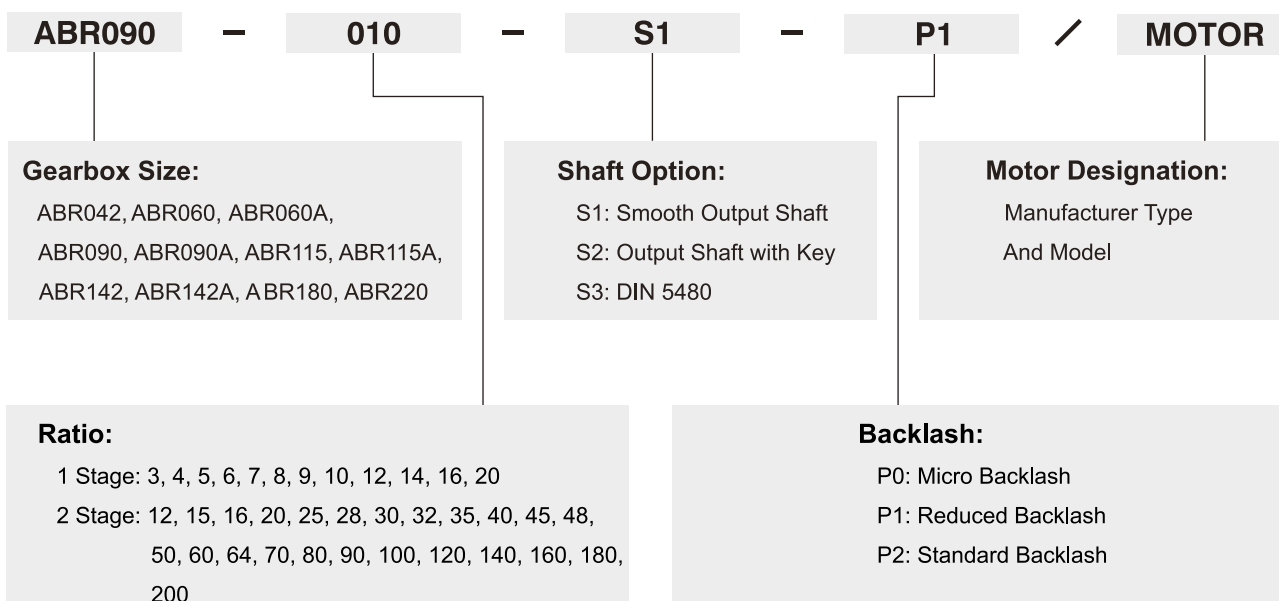 ABR090 – 010 – S1 – P1 / MOTOR
Gearbox Size:
ABR042, ABR060, ABR060A,
ABR090, ABR090A, ABR115, ABR115A,
ABR142, ABR142A, ABR180, ABR220
Shaft Option:
S1: Smooth Output Shaft
S2: Output Shaft with Key
S3: DIN 5480
Motor Designation:
Manufacturer Type
And Model
Ratio:
1 Stage: 3, 4, 5, 6, 7, 8, 9, 10, 12, 14, 16, 20
2 Stage: 12, 15, 16, 20, 25, 28, 30, 32, 35, 40, 45, 48,
50, 60, 64, 70, 80, 90, 100, 120, 140, 160, 180,
200
Backlash:
P0: Micro Backlash
P1: Reduced Backlash
P2: Standard Backlash